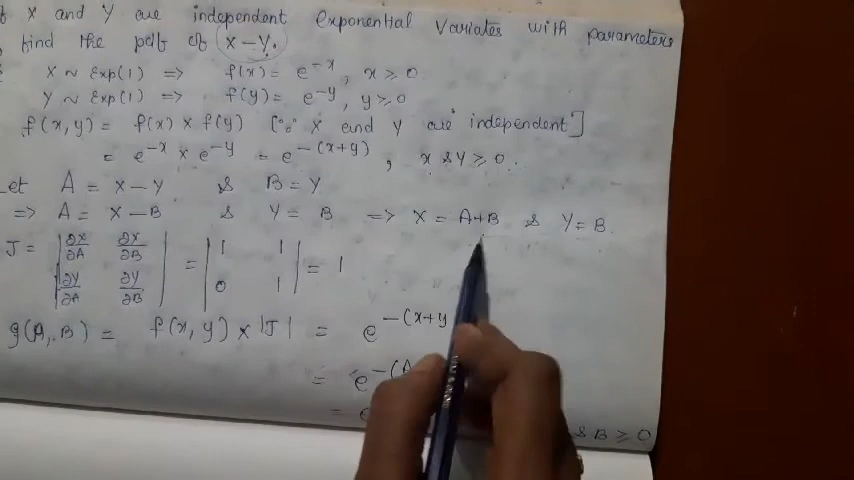 X and Y are independent exponential variates with parameters
find the pdf of X - Y.
X ~ Exp(1) => f(x) = e^{-x}, x ≥ 0
Y ~ Exp(1) => f(y) = e^{-y}, y ≥ 0
f(x,y) = f(x) × f(y) [∵ X and Y are independent]
= e^{-x} × e^{-y} = e^{-(x+y)}, x & y ≥ 0.
Let A = X - Y & B = Y
=> A = X - B & Y = B => X = A+B & Y = B.
J = |∂X/∂A ∂X/∂B| = |1 1| = 1
|∂Y/∂A ∂Y/∂B| |0 1|
g(A, B) = f(x, y) × |J| = e^{-(x+y
= e^{-(A
= e & B ≥ 0